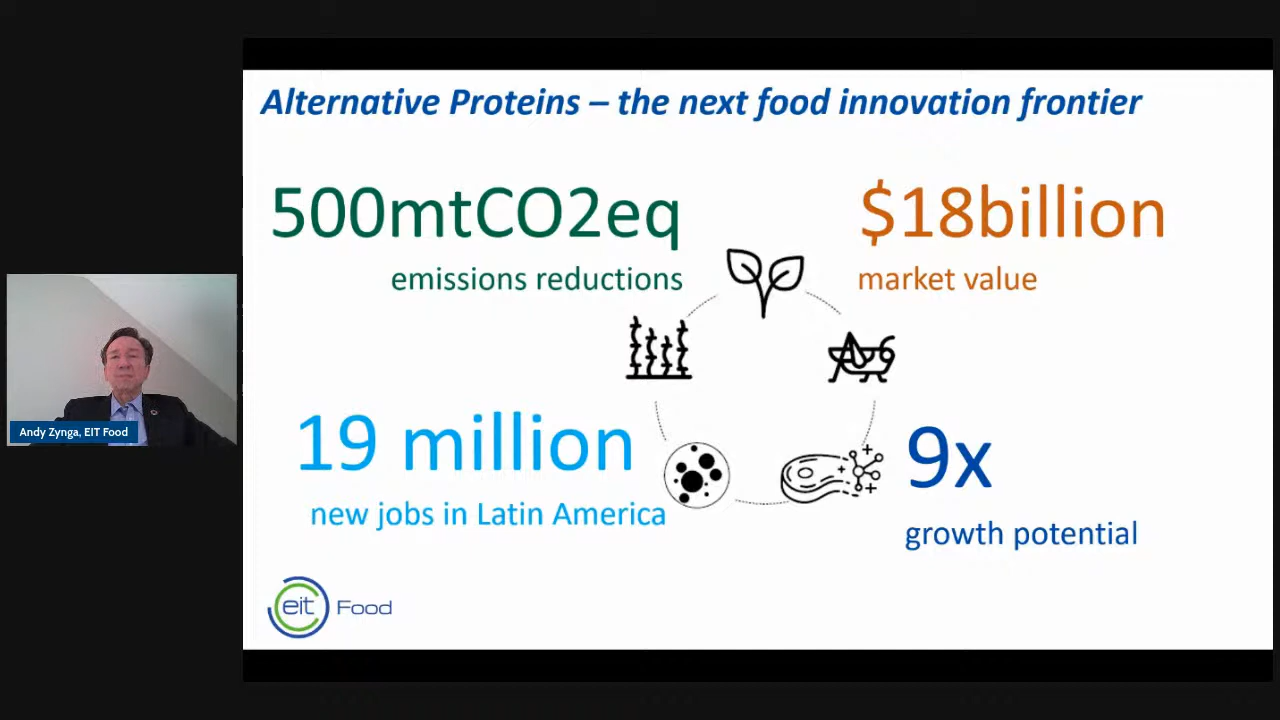 Alternative Proteins – the next food innovation frontier
500mtCO2eq
emissions reductions
$18billion
market value
19 million
new jobs in Latin America
9x
growth potential
eit Food
Andy Zynga, EIT Food